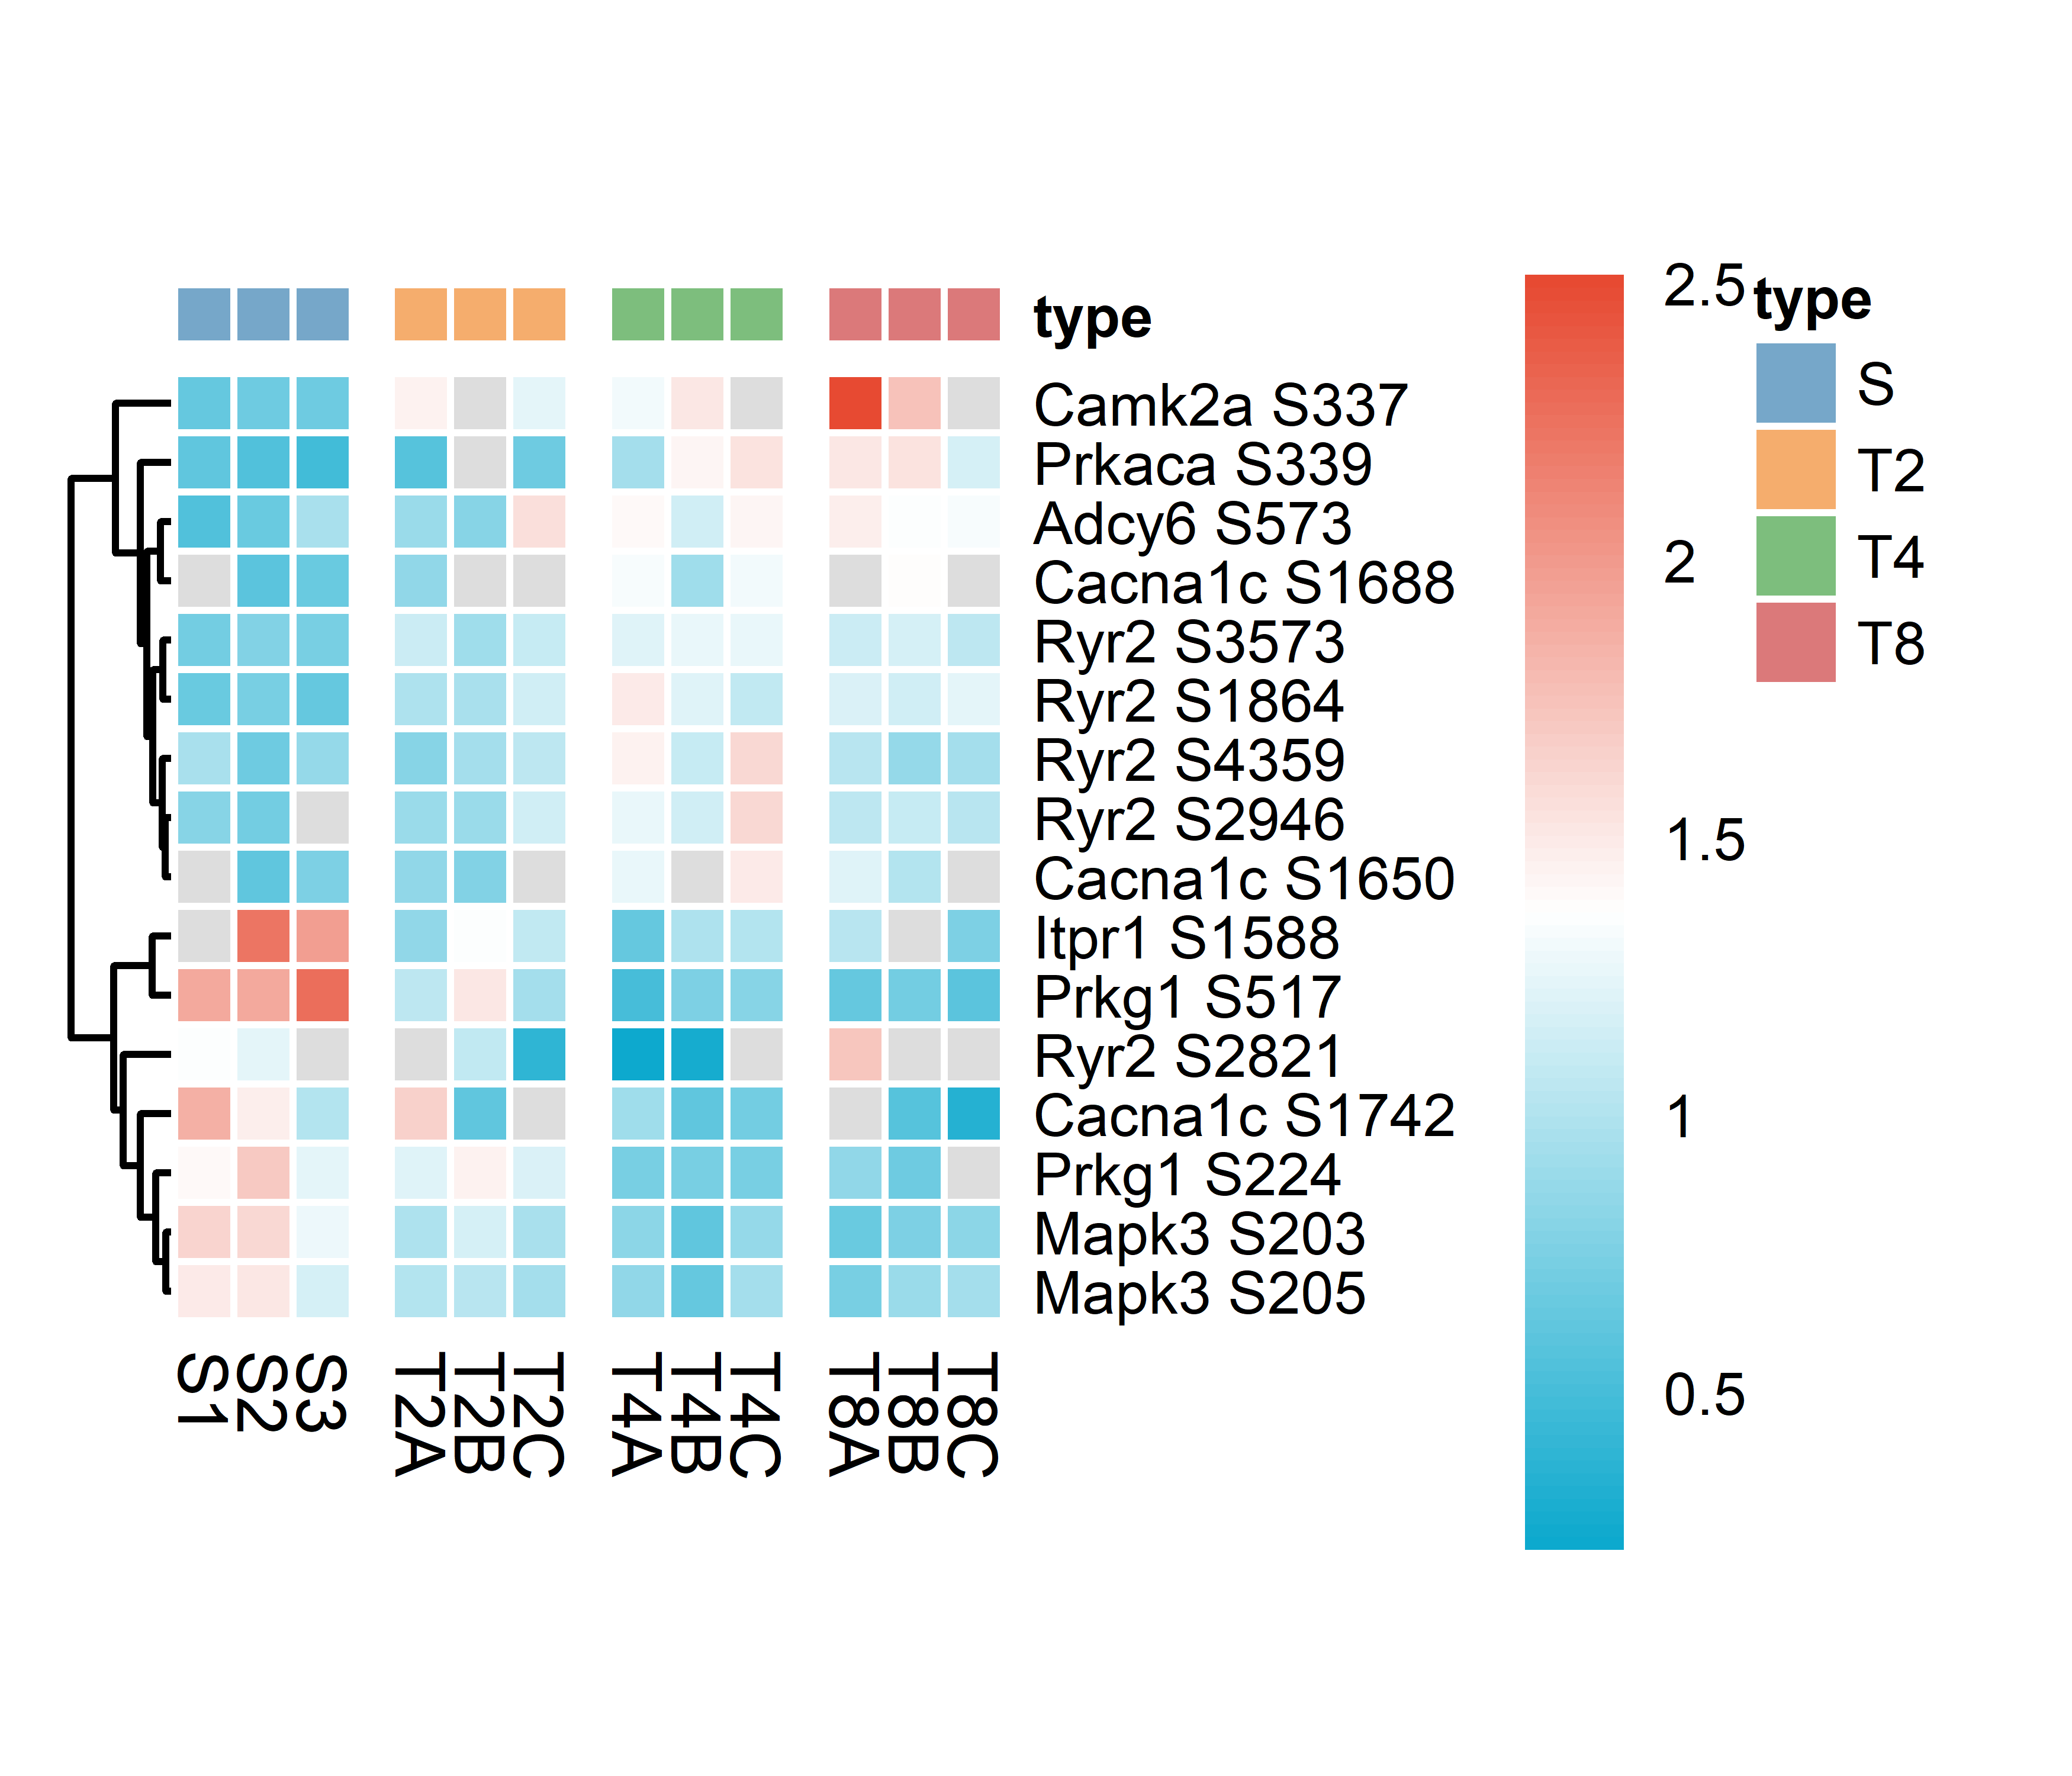 type
Camk2a S337
Prkaca S339
Adcy6 S573
Cacna1c S1688
Ryr2 S3573
Ryr2 S1864
Ryr2 S4359
Ryr2 S2946
Cacna1c S1650
Itpr1 S1588
Prkg1 S517
Ryr2 S2821
Cacna1c S1742
Prkg1 S224
Mapk3 S203
Mapk3 S205
S1
S2
S3
T2A
T2B
T2C
T4A
T4B
T4C
T8A
T8B
T8C
2.5
2
1.5
1
0.5
type
S
T2
T4
T8